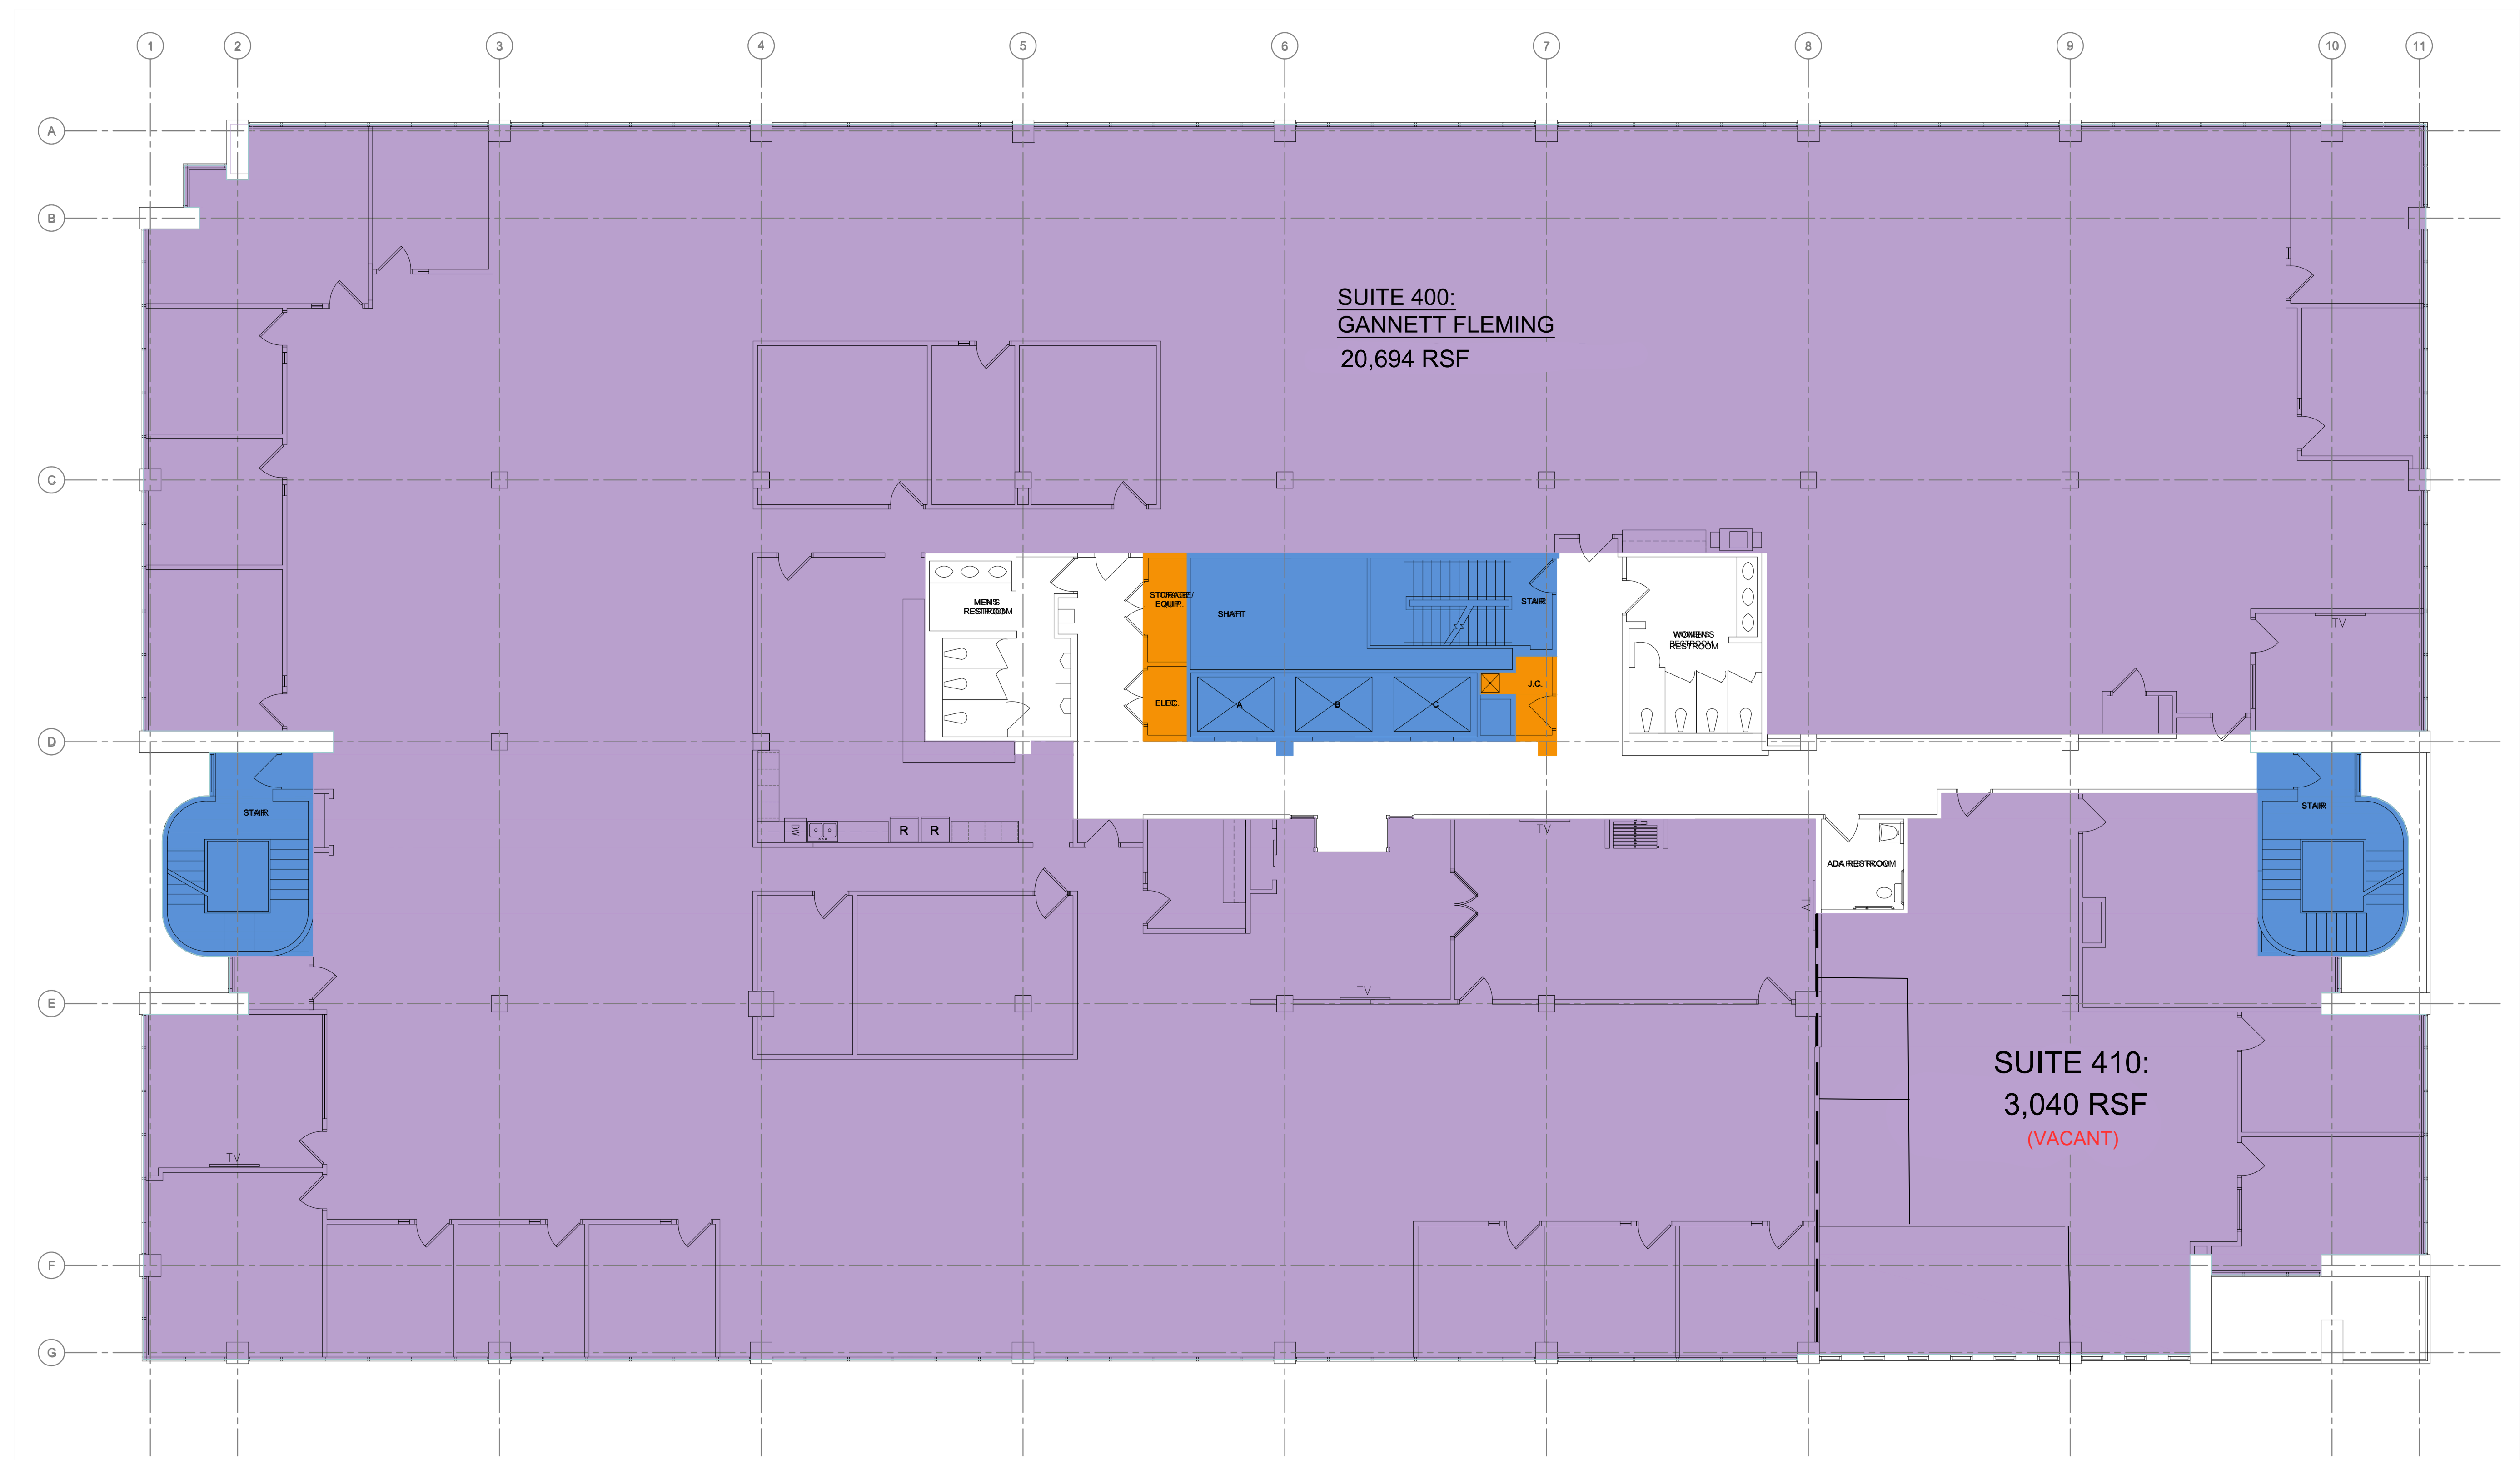 1 2 3 4 5 6 7 8 9 10 11
A
B
SUITE 400:
GANNETT FLEMING
20,694 RSF
C
STORAGE/
EQUIP.
MEN'S
RESTROOM
SHAFT
STAIR
WOMEN'S
RESTROOM
TV
ELEC.
A
B
C
J.C.
D
STAIR
STAIR
DW
R
R
TV
ADA RESTROOM
TV
TV
E
SUITE 410:
3,040 RSF
(VACANT)
TV
F
G